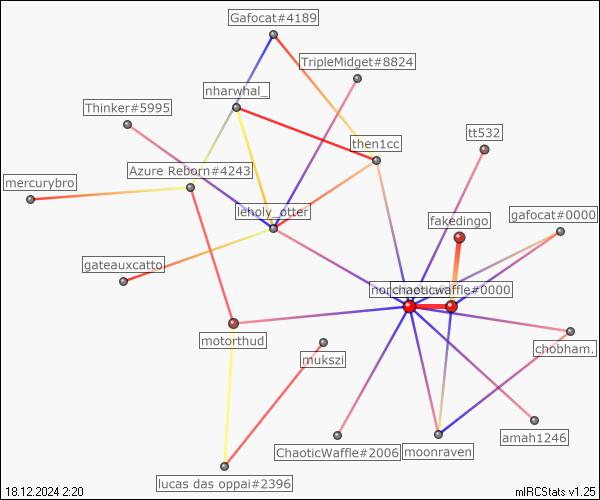 Gafocat#4189
TripleMidget#8824
nharwhal_
Thinker#5995
tt532
then1cc
Azure Reborn#4243
mercurybro
leholy_otter
fakedingo
gafocat#0000
gateauxcatto
chaoticwaffle#0000
motorthud
chobham.
mukszi
amah1246
ChaoticWaffle#2006
moonraven
lucas das oppai#2396
18.12.2024 2:20
mIRCStats v1.25